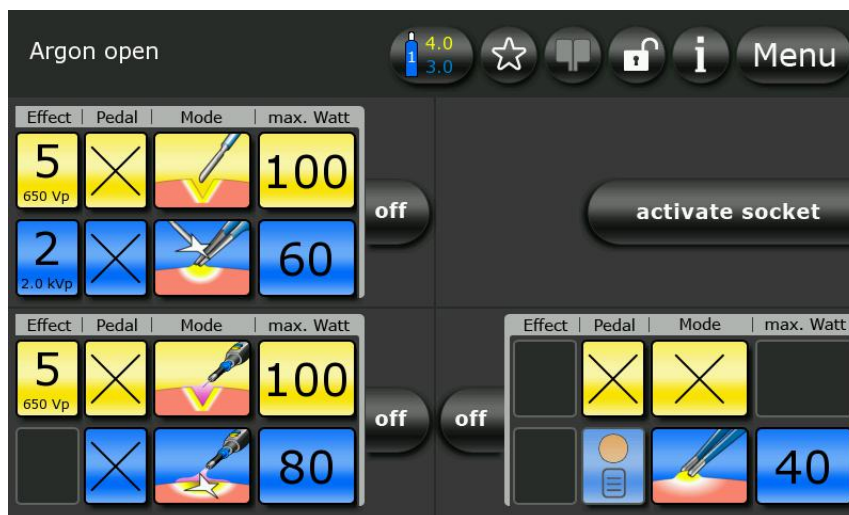 Argon open
1 4.0
3.0
i
Menu
Effect | Pedal | Mode | max. Watt
5
650 Vp
100
2
2.0 kVp
60
off
activate socket
Effect | Pedal | Mode | max. Watt
5
650 Vp
100
80
off
off
Effect | Pedal | Mode | max. Watt
40